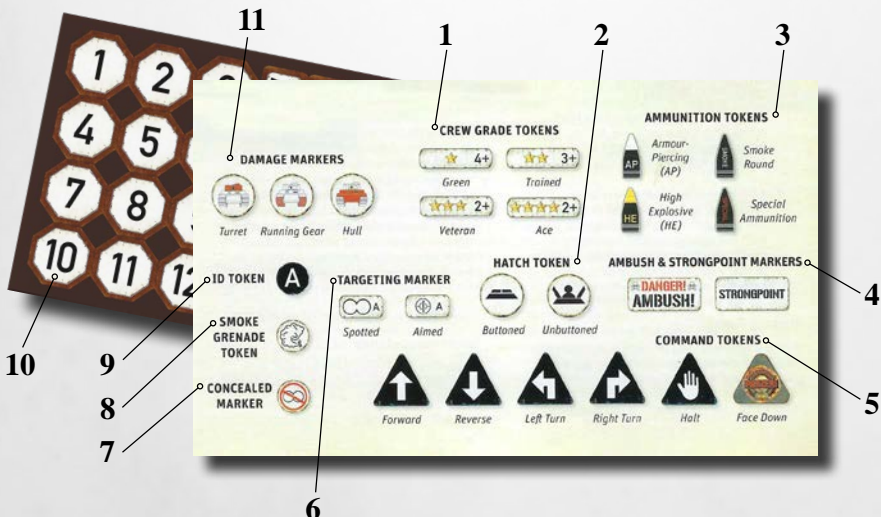 11
1
2
3
1
2
4
5
7
8
10
11
12
CREW GRADE TOKENS
4+
3+
Green
Trained
2+
2+
Veteran
Ace
AMMUNITION TOKENS
AP
Armour-
Piercing
(AP)
SMOKE
Smoke
Round
HE
High
Explosive
(HE)
Special
Ammunition
DAMAGE MARKERS
Turret
Running Gear
Hull
ID TOKEN
A
TARGETING MARKER
A
A
Spotted
Aimed
HATCH TOKEN
Buttoned
Unbuttoned
AMBUSH & STRONGPOINT MARKERS
DANGER!
AMBUSH!
STRONGPOINT
SMOKE
GRENADE
TOKEN
CONCEALED
MARKER
COMMAND TOKENS
Forward
Reverse
Left Turn
Right Turn
Halt
Face Down
4
5
10
9
8
7
6